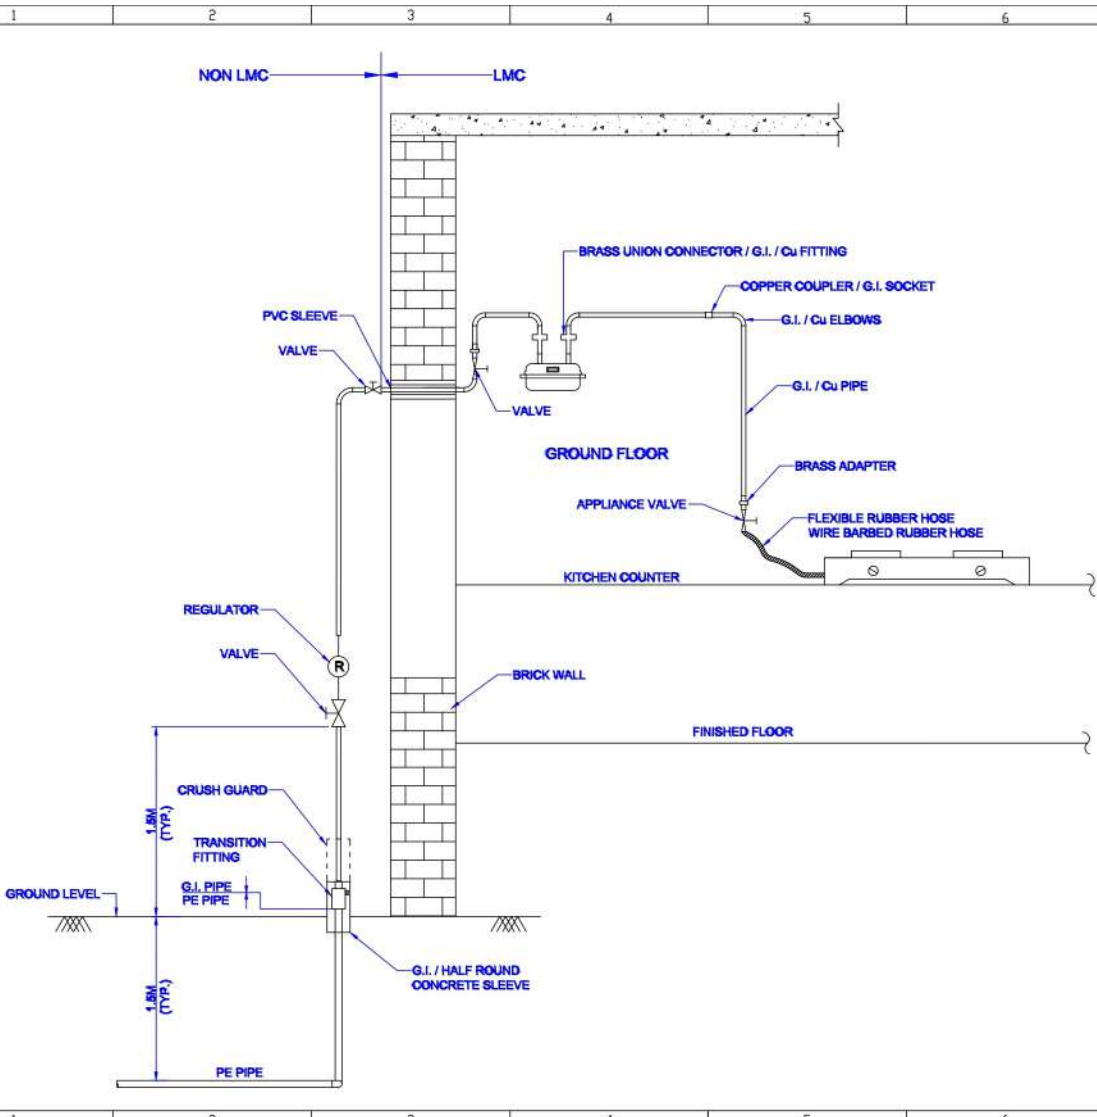 1 2 3 4 5 6
NON LMC
LMC
BRASS UNION CONNECTOR / G.I. / Cu FITTING
COPPER COUPLER / G.I. SOCKET
PVC SLEEVE
G.I. / Cu ELBOWS
VALVE
G.I. / Cu PIPE
VALVE
GROUND FLOOR
BRASS ADAPTER
APPLIANCE VALVE
FLEXIBLE RUBBER HOSE
WIRE BARBED RUBBER HOSE
KITCHEN COUNTER
REGULATOR
R
VALVE
BRICK WALL
FINISHED FLOOR
CRUSH GUARD
1.5M
(TYP.)
TRANSITION
FITTING
G.I. PIPE
PE PIPE
GROUND LEVEL
G.I. / HALF ROUND
CONCRETE SLEEVE
1.5M
(TYP.)
PE PIPE